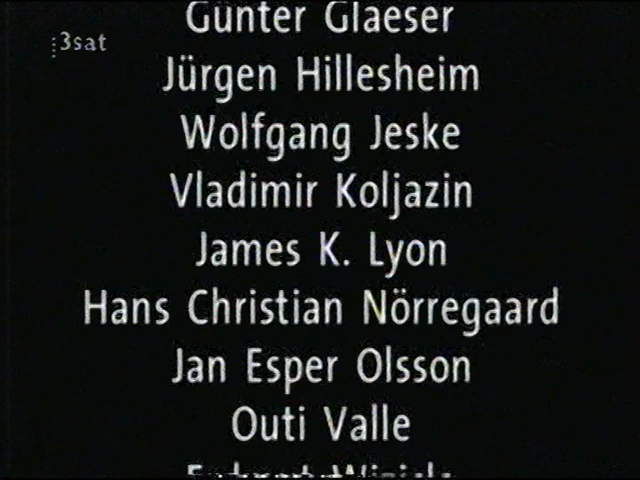 Günter Glaeser
3sat
Jürgen Hillesheim
Wolfgang Jeske
Vladimir Koljazin
James K. Lyon
Hans Christian Nörregaard
Jan Esper Olsson
Outi Valle